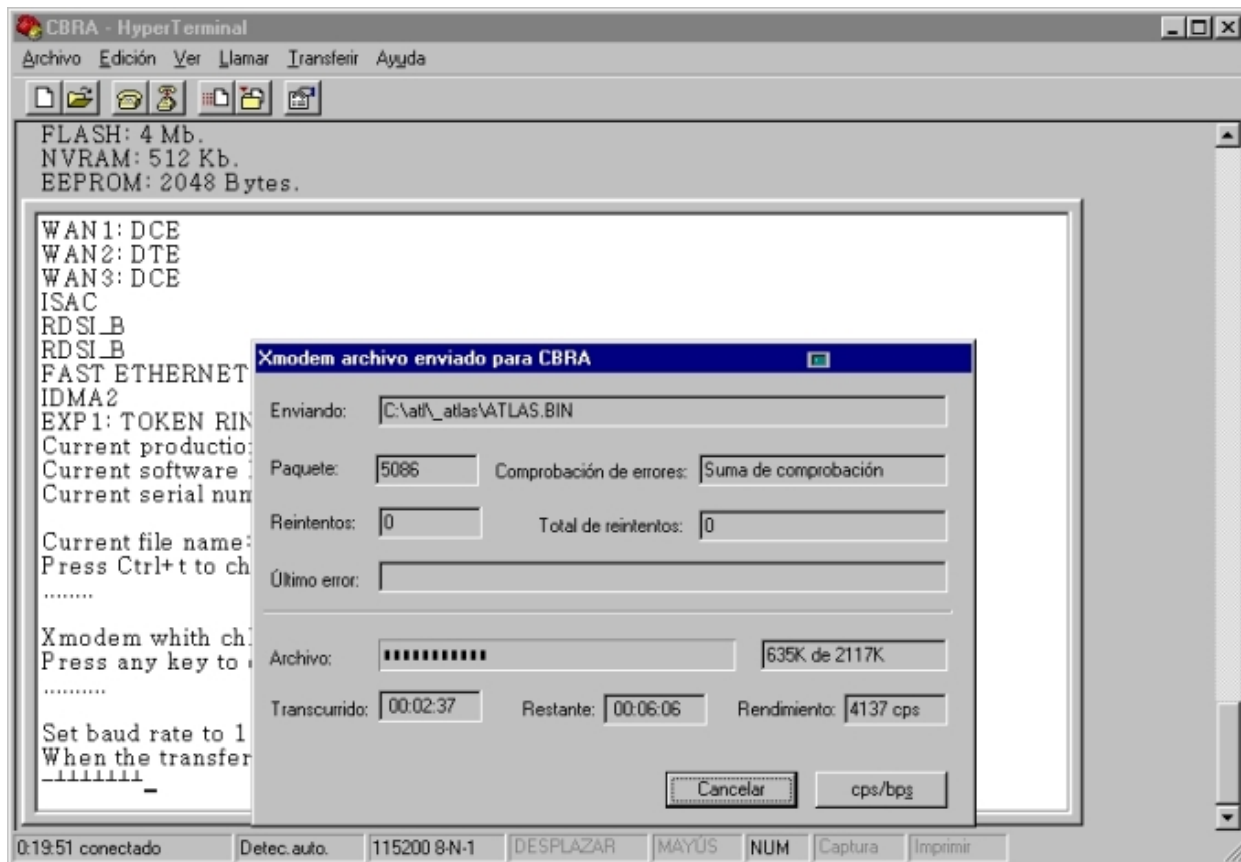 CBRA - HyperTerminal
Archivo Edición Ver Llamar Transferir Ayuda
FLASH: 4 Mb.
NVRAM: 512 Kb.
EEPROM: 2048 Bytes.
WAN1: DCE
WAN2: DTE
WAN3: DCE
ISAC
RDSI_B
RDSI_B
FAST ETHERNET
IDMA2
EXP1: TOKEN RIN
Current productio
Current software
Current serial num
Current file name:
Press Ctrl+t to ch
........
Xmodem whith ch
Press any key to
..........
Set baud rate to 1
When the transfer
Xmodem archivo enviado para CBRA
Enviando: C:\atl\_atlas\ATLAS.BIN
Paquete: 5086 Comprobación de errores: Suma de comprobación
Reintentos: 0 Total de reintentos: 0
Último error:
Archivo: 635K de 2117K
Transcurrido: 00:02:37 Restante: 00:06:06 Rendimiento: 4137 cps
Cancelar cps/bps
0:19:51 conectado Detec. auto. 115200 8-N-1 DESPLAZAR MAYÚS NUM Captura Imprimir